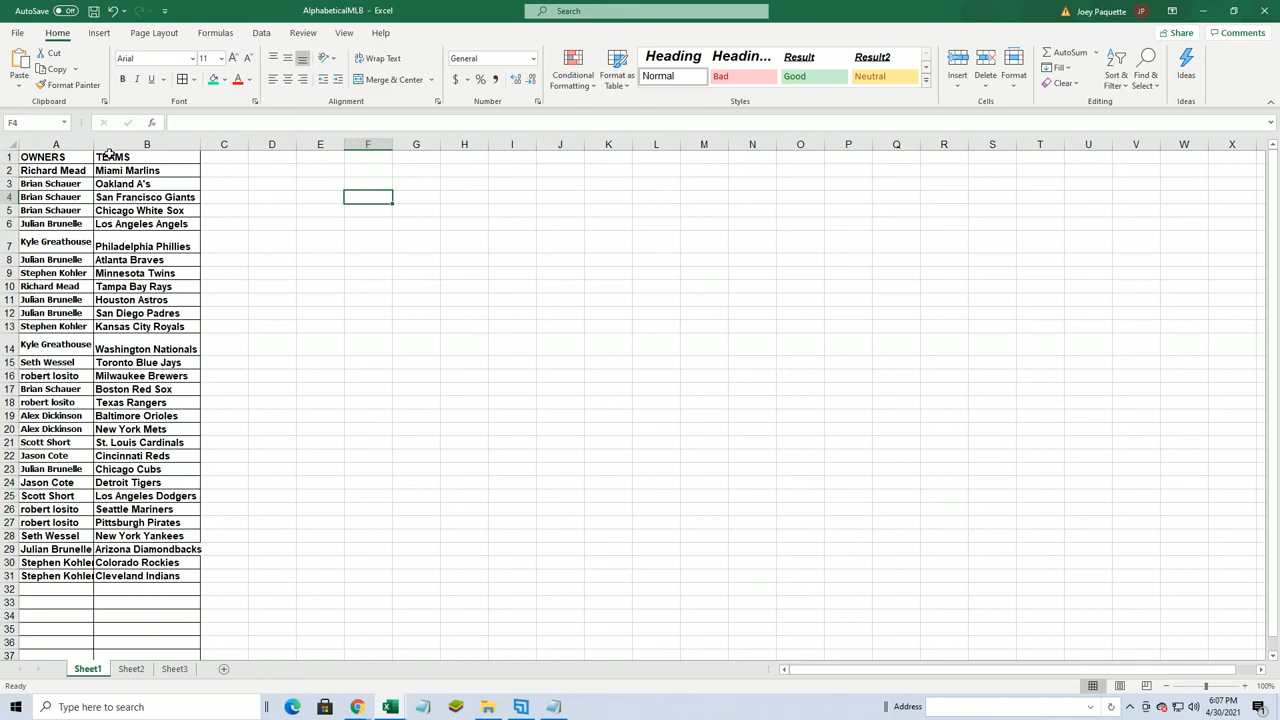 AutoSave Off AlphabeticalMLB - Excel Search Joey Paquette JP
File Home Insert Page Layout Formulas Data Review View Help Share Comments
Paste Cut Copy Format Painter Clipboard
Arial 11 A A B I U A Font
Wrap Text Merge & Center Alignment
General $ % , Number
Conditional Formatting Format as Table
Heading Headin... Result Result2
Normal Bad Good Neutral
Styles
Insert Delete Format Cells
AutoSum Fill Clear Sort & Filter Find & Select Editing
Ideas Ideas
F4 fx
A B C D E F G H I J K L M N O P Q R S T U V W X
1 OWNERS TEAMS
2 Richard Mead Miami Marlins
3 Brian Schauer Oakland A's
4 Brian Schauer San Francisco Giants
5 Brian Schauer Chicago White Sox
6 Julian Brunelle Los Angeles Angels
7 Kyle Greathouse Philadelphia Phillies
8 Julian Brunelle Atlanta Braves
9 Stephen Kohler Minnesota Twins
10 Richard Mead Tampa Bay Rays
11 Julian Brunelle Houston Astros
12 Julian Brunelle San Diego Padres
13 Stephen Kohler Kansas City Royals
14 Kyle Greathouse Washington Nationals
15 Seth Wessel Toronto Blue Jays
16 robert losito Milwaukee Brewers
17 Brian Schauer Boston Red Sox
18 robert losito Texas Rangers
19 Alex Dickinson Baltimore Orioles
20 Alex Dickinson New York Mets
21 Scott Short St. Louis Cardinals
22 Jason Cote Cincinnati Reds
23 Julian Brunelle Chicago Cubs
24 Jason Cote Detroit Tigers
25 Scott Short Los Angeles Dodgers
26 robert losito Seattle Mariners
27 robert losito Pittsburgh Pirates
28 Seth Wessel New York Yankees
29 Julian Brunelle Arizona Diamondbacks
30 Stephen Kohler Colorado Rockies
31 Stephen Kohler Cleveland Indians
32
33
34
35
36
37
Sheet1 Sheet2 Sheet3
Ready 100%
Type here to search Address 6:07 PM
4/30/2021